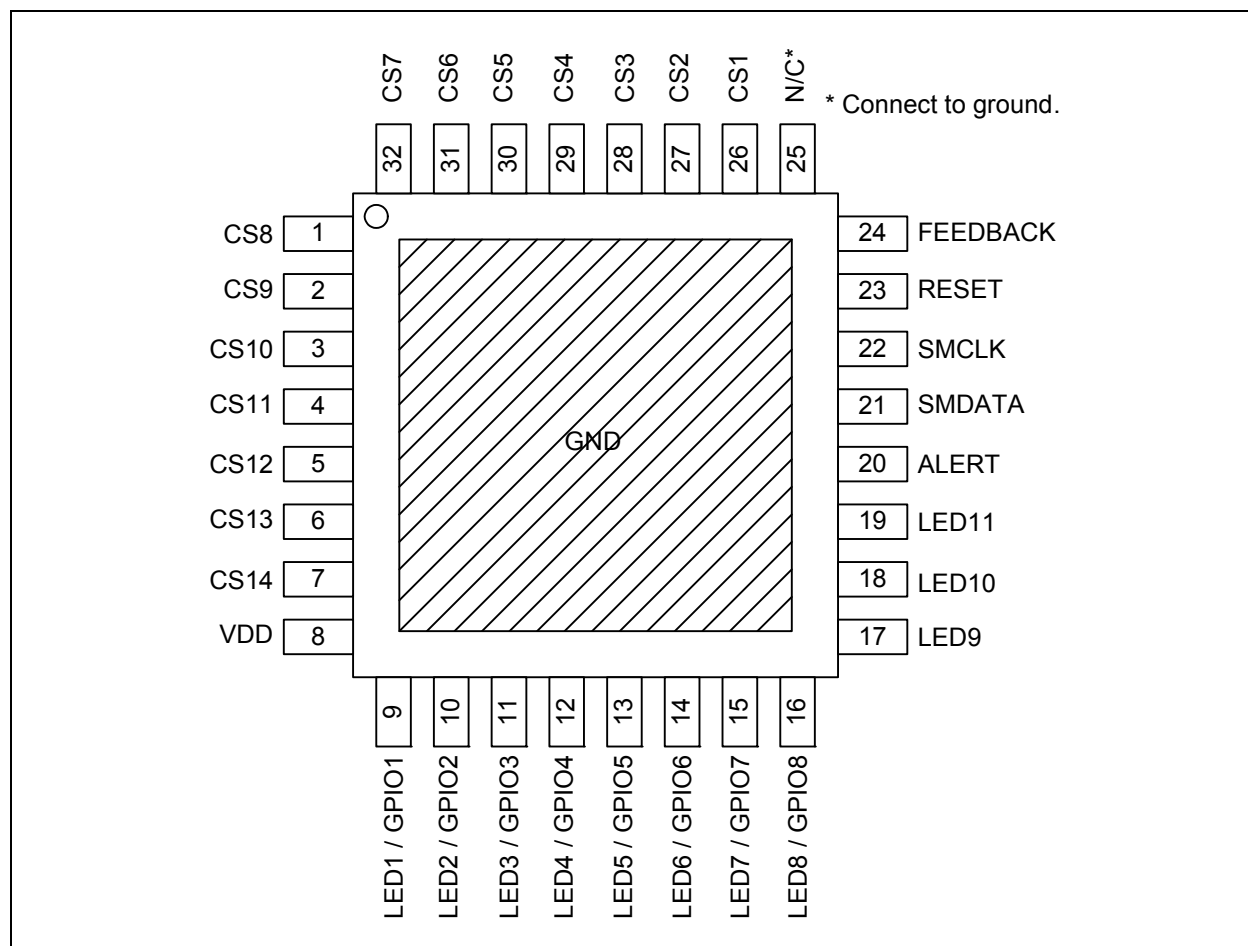 CS7
CS6
CS5
CS4
CS3
CS2
CS1
N/C*
* Connect to ground.
32
31
30
29
28
27
26
25
CS8 1
24 FEEDBACK
CS9 2
23 RESET
CS10 3
22 SMCLK
CS11 4
21 SMDATA
GND
CS12 5
20 ALERT
CS13 6
19 LED11
CS14 7
18 LED10
VDD 8
17 LED9
9
10
11
12
13
14
15
16
LED1 / GPIO1
LED2 / GPIO2
LED3 / GPIO3
LED4 / GPIO4
LED5 / GPIO5
LED6 / GPIO6
LED7 / GPIO7
LED8 / GPIO8